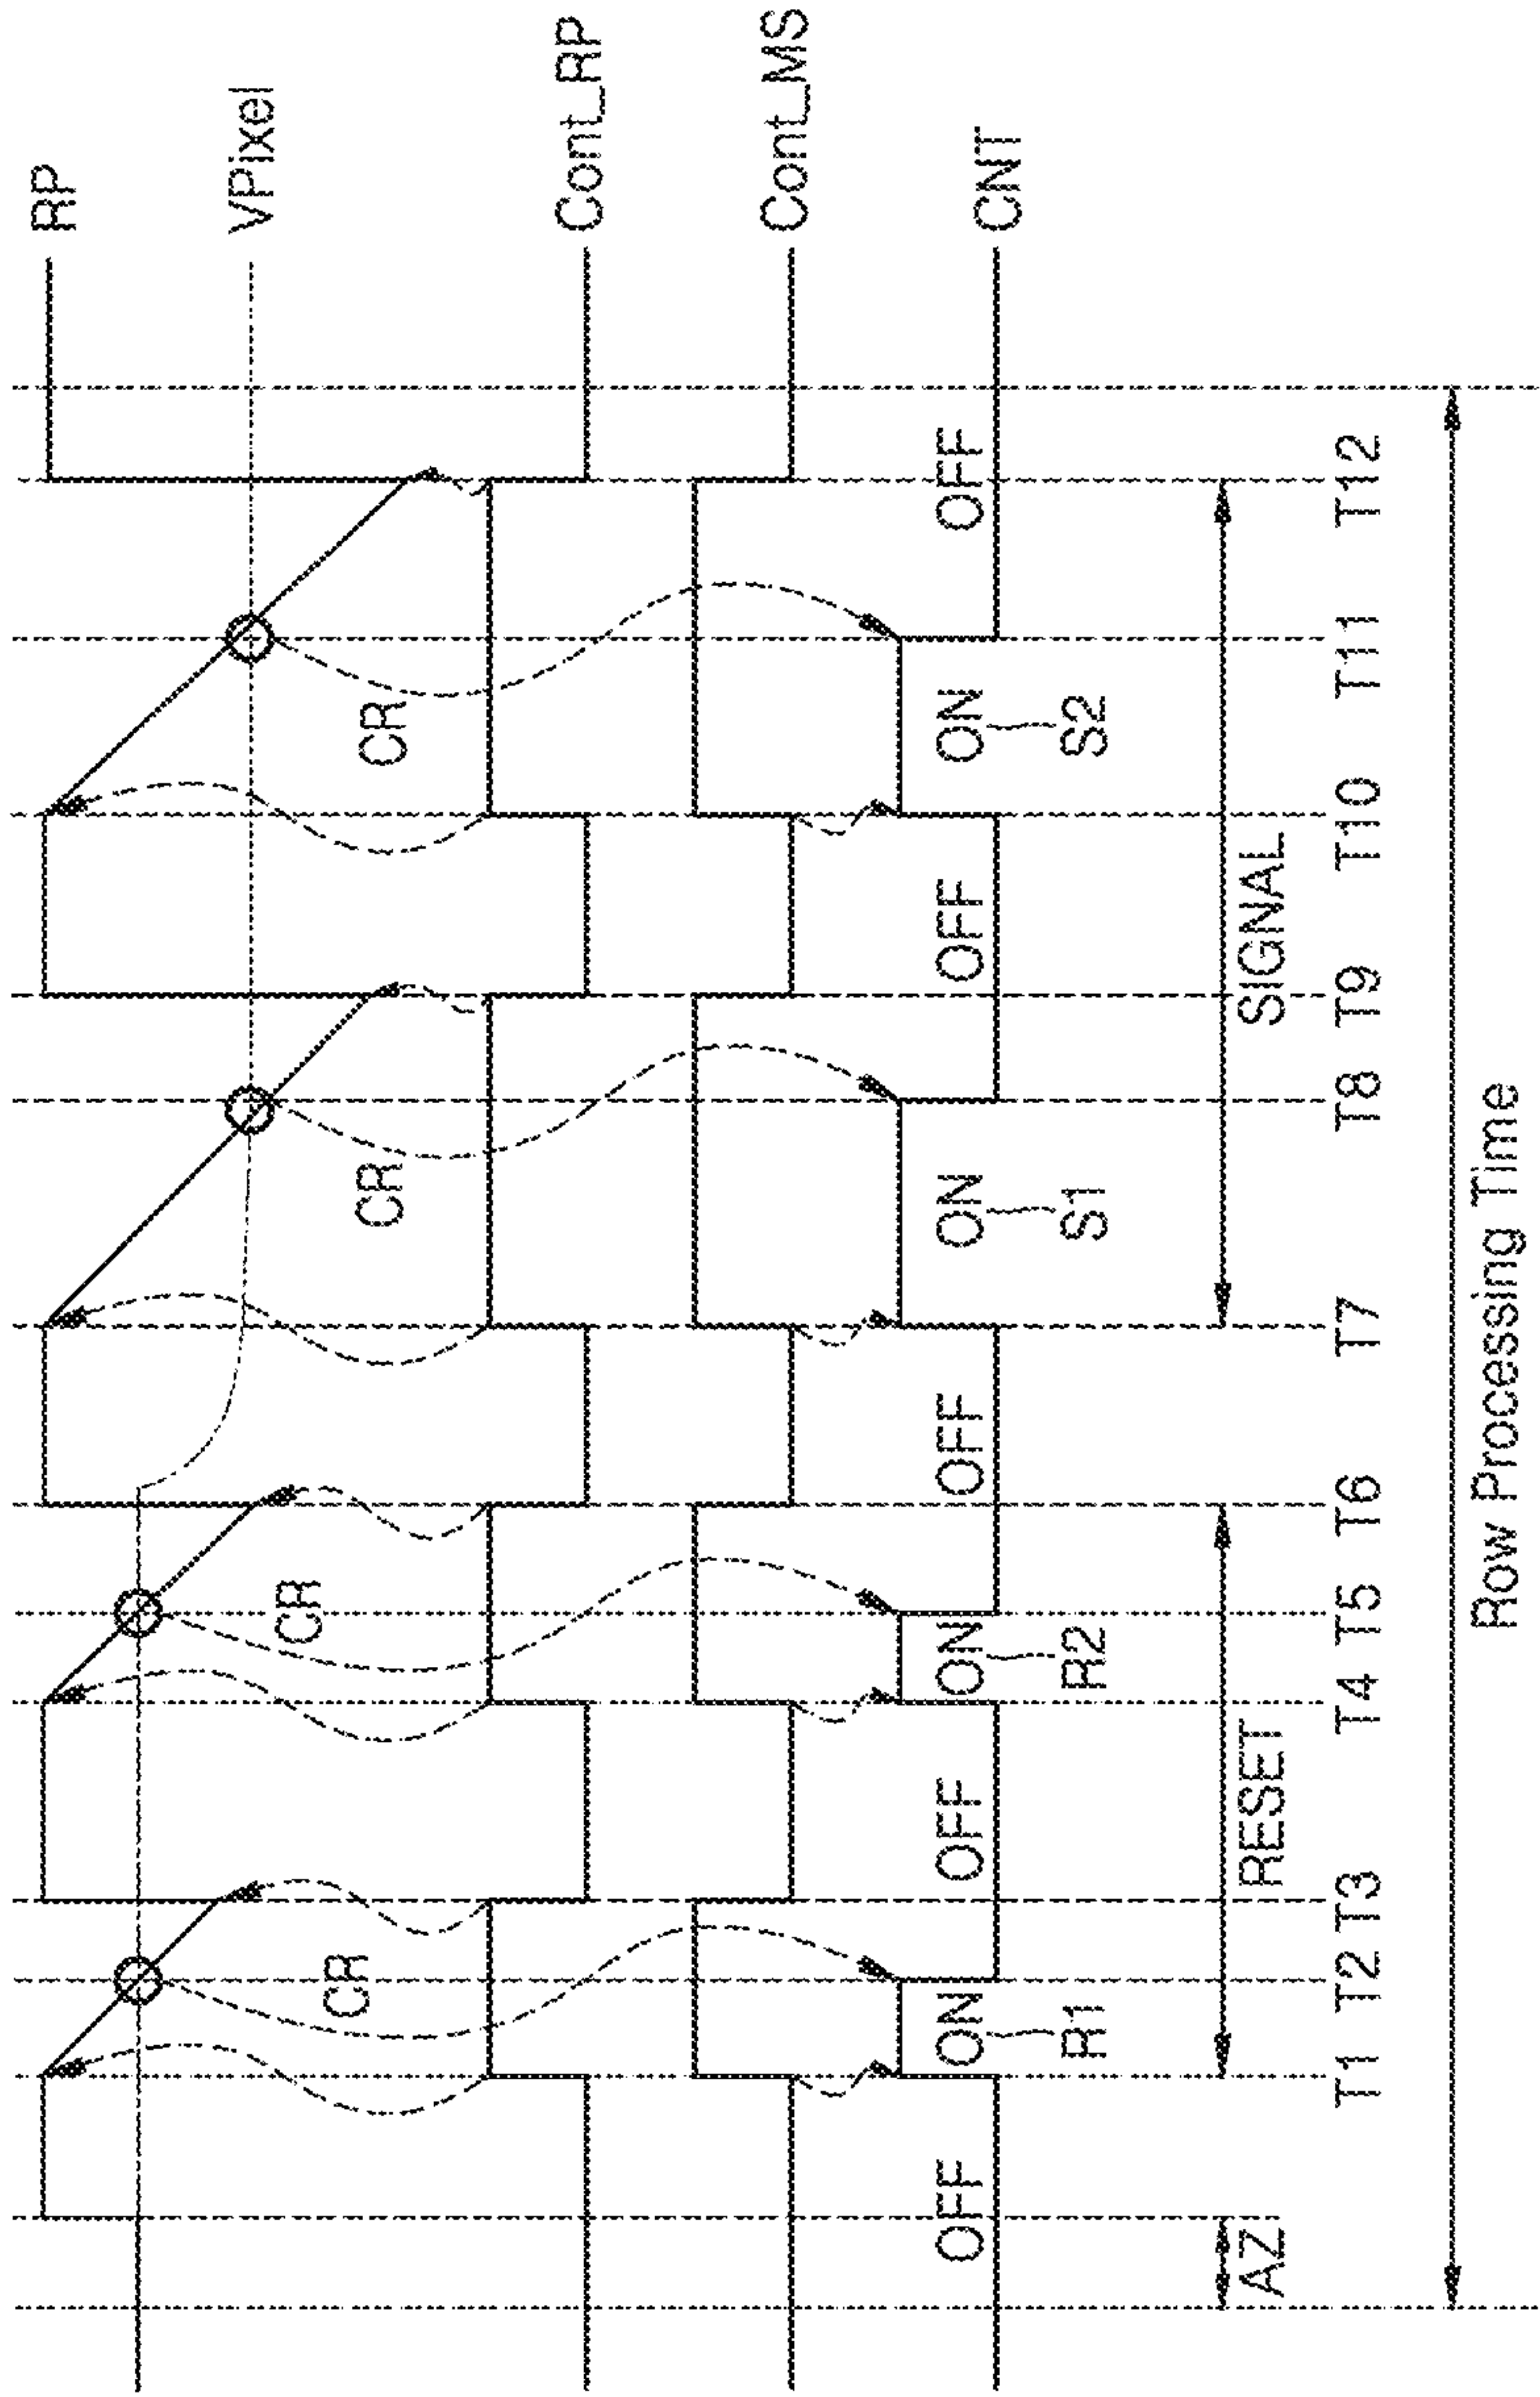 RP
VPixel
CR CR CR CR
Cont_RP
Cont_MS
OFF ON OFF ON OFF ON OFF ON OFF
R1 R2 S1 S2
CNT
AZ RESET SIGNAL
T1 T2 T3 T4 T5 T6 T7 T8 T9 T10 T11 T12
Row Processing Time